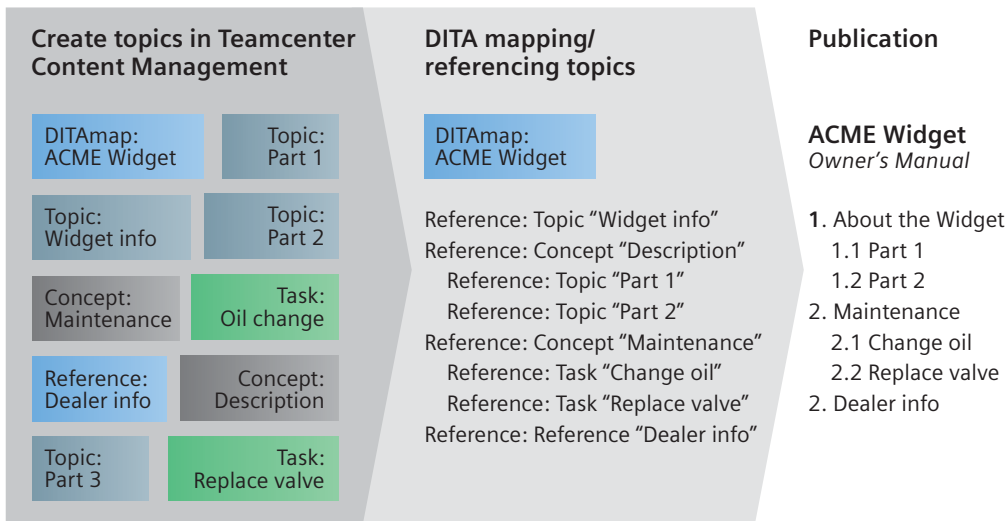 Create topics in Teamcenter
Content Management
DITAmap:
ACME Widget
Topic:
Part 1
Topic:
Widget info
Topic:
Part 2
Concept:
Maintenance
Task:
Oil change
Reference:
Dealer info
Concept:
Description
Topic:
Part 3
Task:
Replace valve
DITA mapping/
referencing topics
DITAmap:
ACME Widget
Reference: Topic “Widget info”
Reference: Concept “Description”
Reference: Topic “Part 1”
Reference: Topic “Part 2”
Reference: Concept “Maintenance”
Reference: Task “Change oil”
Reference: Task “Replace valve”
Reference: Reference “Dealer info”
Publication
ACME Widget
Owner’s Manual
1. About the Widget
1.1 Part 1
1.2 Part 2
2. Maintenance
2.1 Change oil
2.2 Replace valve
2. Dealer info